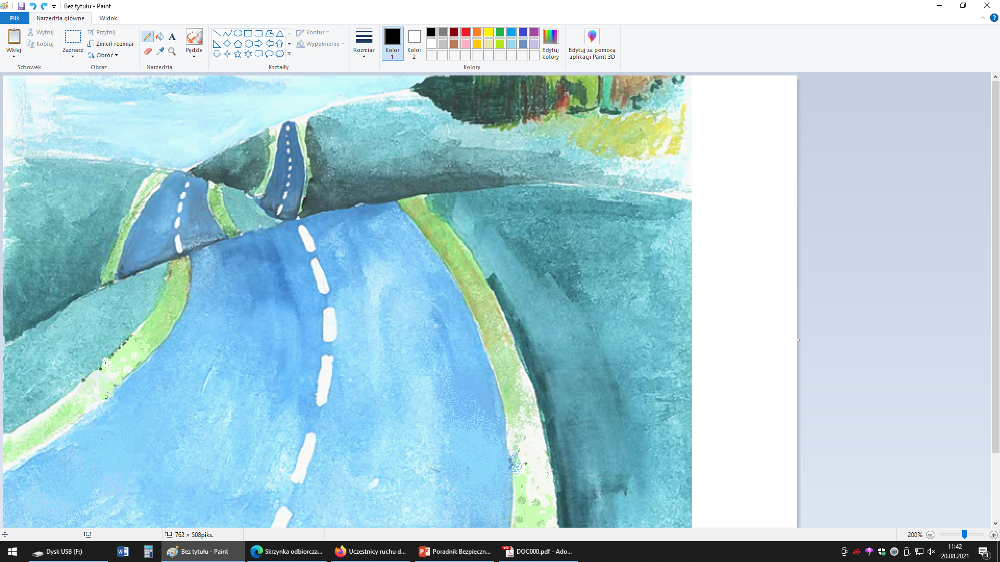 Bez tytułu - Paint
Plik
Narzędzia główne
Widok
Wklej
Wytnij
Kopiuj
Schowek
Zaznacz
Przytnij
Zmień rozmiar
Obróć
Obraz
A
Narzędzia
Pędzle
Kontur
Wypełnienie
Kształty
Rozmiar
Kolor
1
Kolor
2
Edytuj
kolory
Kolory
Edytuj za pomocą
aplikacji Paint 3D
762 × 508piks.
200%
Dysk USB (F:)
Bez tytułu - Paint
Skrzynka odbiorcza...
Uczestnicy ruchu d...
Poradnik Bezpieczn...
DOC000.pdf - Ado...
11:42
20.08.2021
3